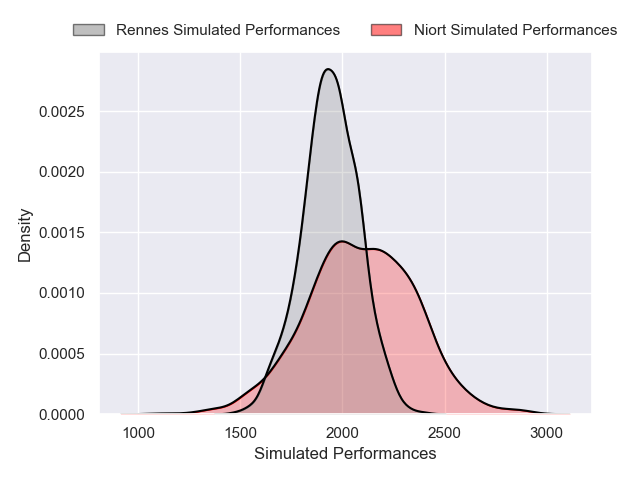 Rennes Simulated Performances Niort Simulated Performances
0.0025
0.0020
0.0015
0.0010
0.0005
0.0000
Density
1000 1500 2000 2500 3000
Simulated Performances